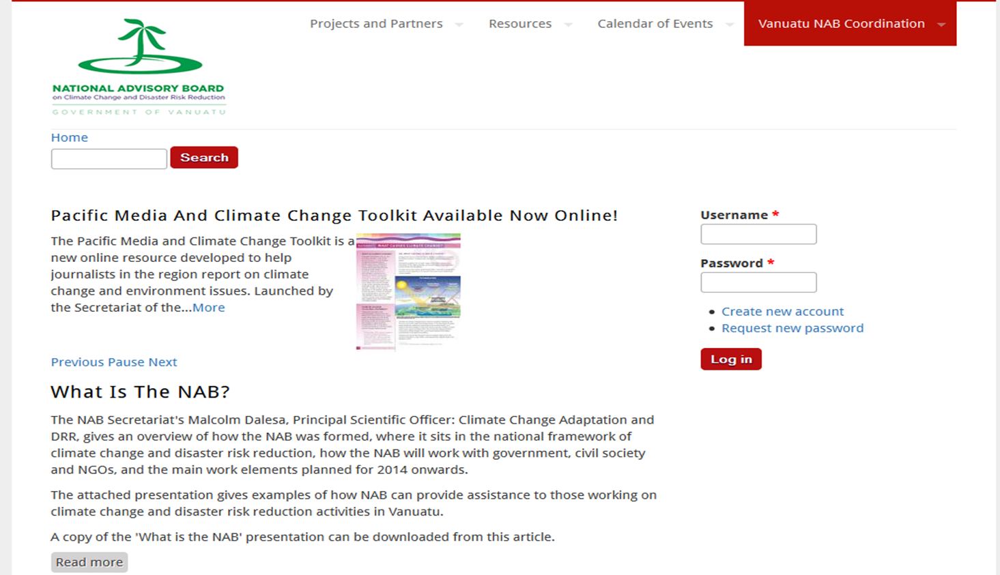 Projects and Partners
Resources
Calendar of Events
Vanuatu NAB Coordination
NATIONAL ADVISORY BOARD
on Climate Change and Disaster Risk Reduction
GOVERNMENT OF VANUATU
Home
Search
Pacific Media And Climate Change Toolkit Available Now Online!
The Pacific Media and Climate Change Toolkit is a
new online resource developed to help
journalists in the region report on climate
change and environment issues. Launched by
the Secretariat of the...More
WHAT CAUSES CLIMATE CHANGE?
Previous Pause Next
What Is The NAB?
The NAB Secretariat's Malcolm Dalesa, Principal Scientific Officer: Climate Change Adaptation and
DRR, gives an overview of how the NAB was formed, where it sits in the national framework of
climate change and disaster risk reduction, how the NAB will work with government, civil society
and NGOs, and the main work elements planned for 2014 onwards.
The attached presentation gives examples of how NAB can provide assistance to those working on
climate change and disaster risk reduction activities in Vanuatu.
A copy of the 'What is the NAB' presentation can be downloaded from this article.
Read more
Username *
Password *
• Create new account
• Request new password
Log in